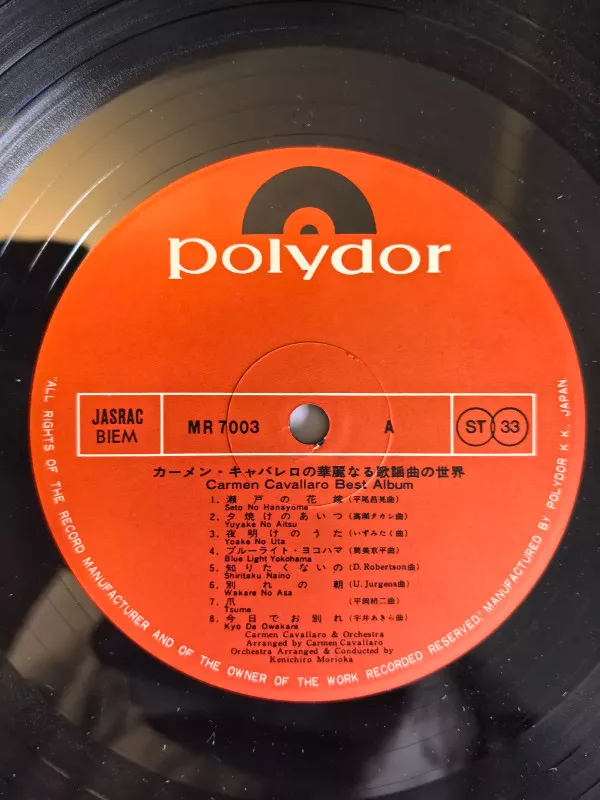 polydor
JASRAC
BIEM
MR 7003
A
ST 33
カーメン・キャバレロの華麗なる歌謡曲の世界
Carmen Cavallaro Best Album
1. 瀬戸の花嫁(平尾昌晃曲)
Seto No Hanayome
2. 夕焼けのあいつ(高瀬タカシ曲)
Yuyake No Aitsu
3. 夜明けのうた(いずみたく曲)
Yoake No Uta
4. ブルーライト・ヨコハマ(筒美京平曲)
Blue Light Yokohama
5. 知りたくないの(D. Robertson曲)
Shiritaku Naino
6. 別れの朝(U. Jurgens曲)
Wakare No Asa
7. 爪(平岡精二曲)
Tsume
8. 今日でお別れ(宇井あきら曲)
Kyo De Owakare
Carmen Cavallaro & Orchestra
Arranged by Carmen Cavallaro
Orchestra Arranged & Conducted by
Kenichiro Morioka
"ALL RIGHTS OF THE RECORD MANUFACTURER AND OF THE OWNER OF THE WORK RECORDED RESERVED; MANUFACTURED BY POLYDOR K. K., JAPAN